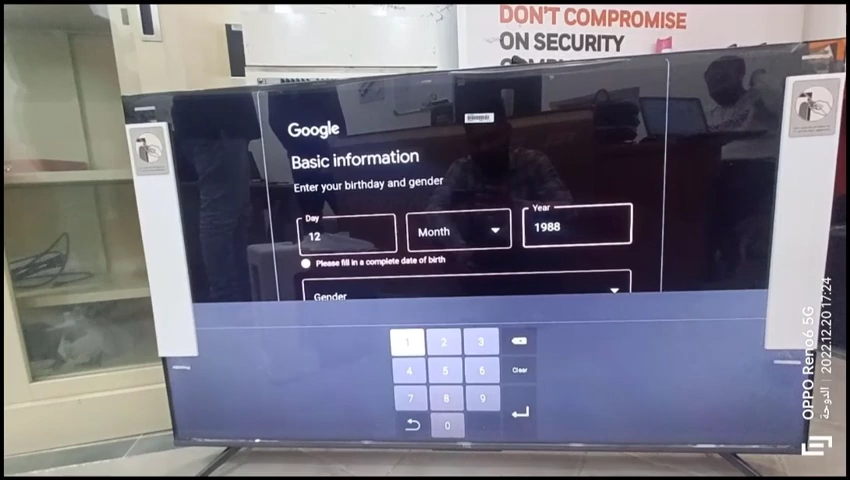 DON'T COMPROMISE
ON SECURITY
Google
Basic information
Enter your birthday and gender
Day
12
Month
Year
1988
Please fill in a complete date of birth
Gender
1 2 3
4 5 6 Clear
7 8 9
0
OPPO Reno6 5G
الدوحة | 2022.12.20 17:24